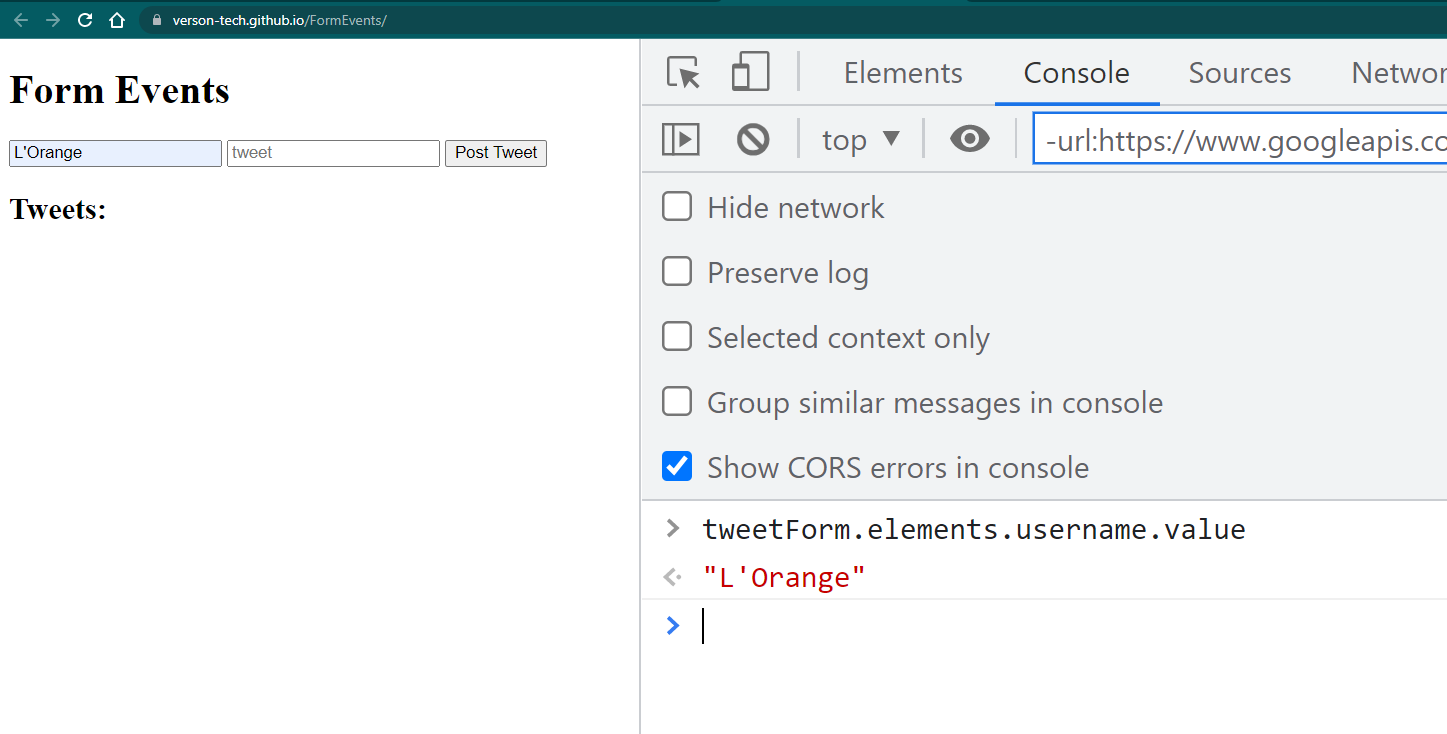 verson-tech.github.io/FormEvents/
Form Events
L'Orange tweet Post Tweet
Tweets:
Elements Console Sources Networ
top ▼ -url:https://www.googleapis.co
Hide network
Preserve log
Selected context only
Group similar messages in console
Show CORS errors in console
> tweetForm.elements.username.value
<· "L'Orange"
>